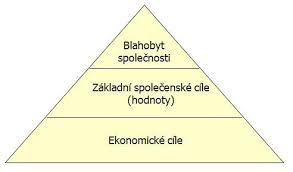 Blahobyt
společnosti
Základní společenské cíle
(hodnoty)
Ekonomické cíle